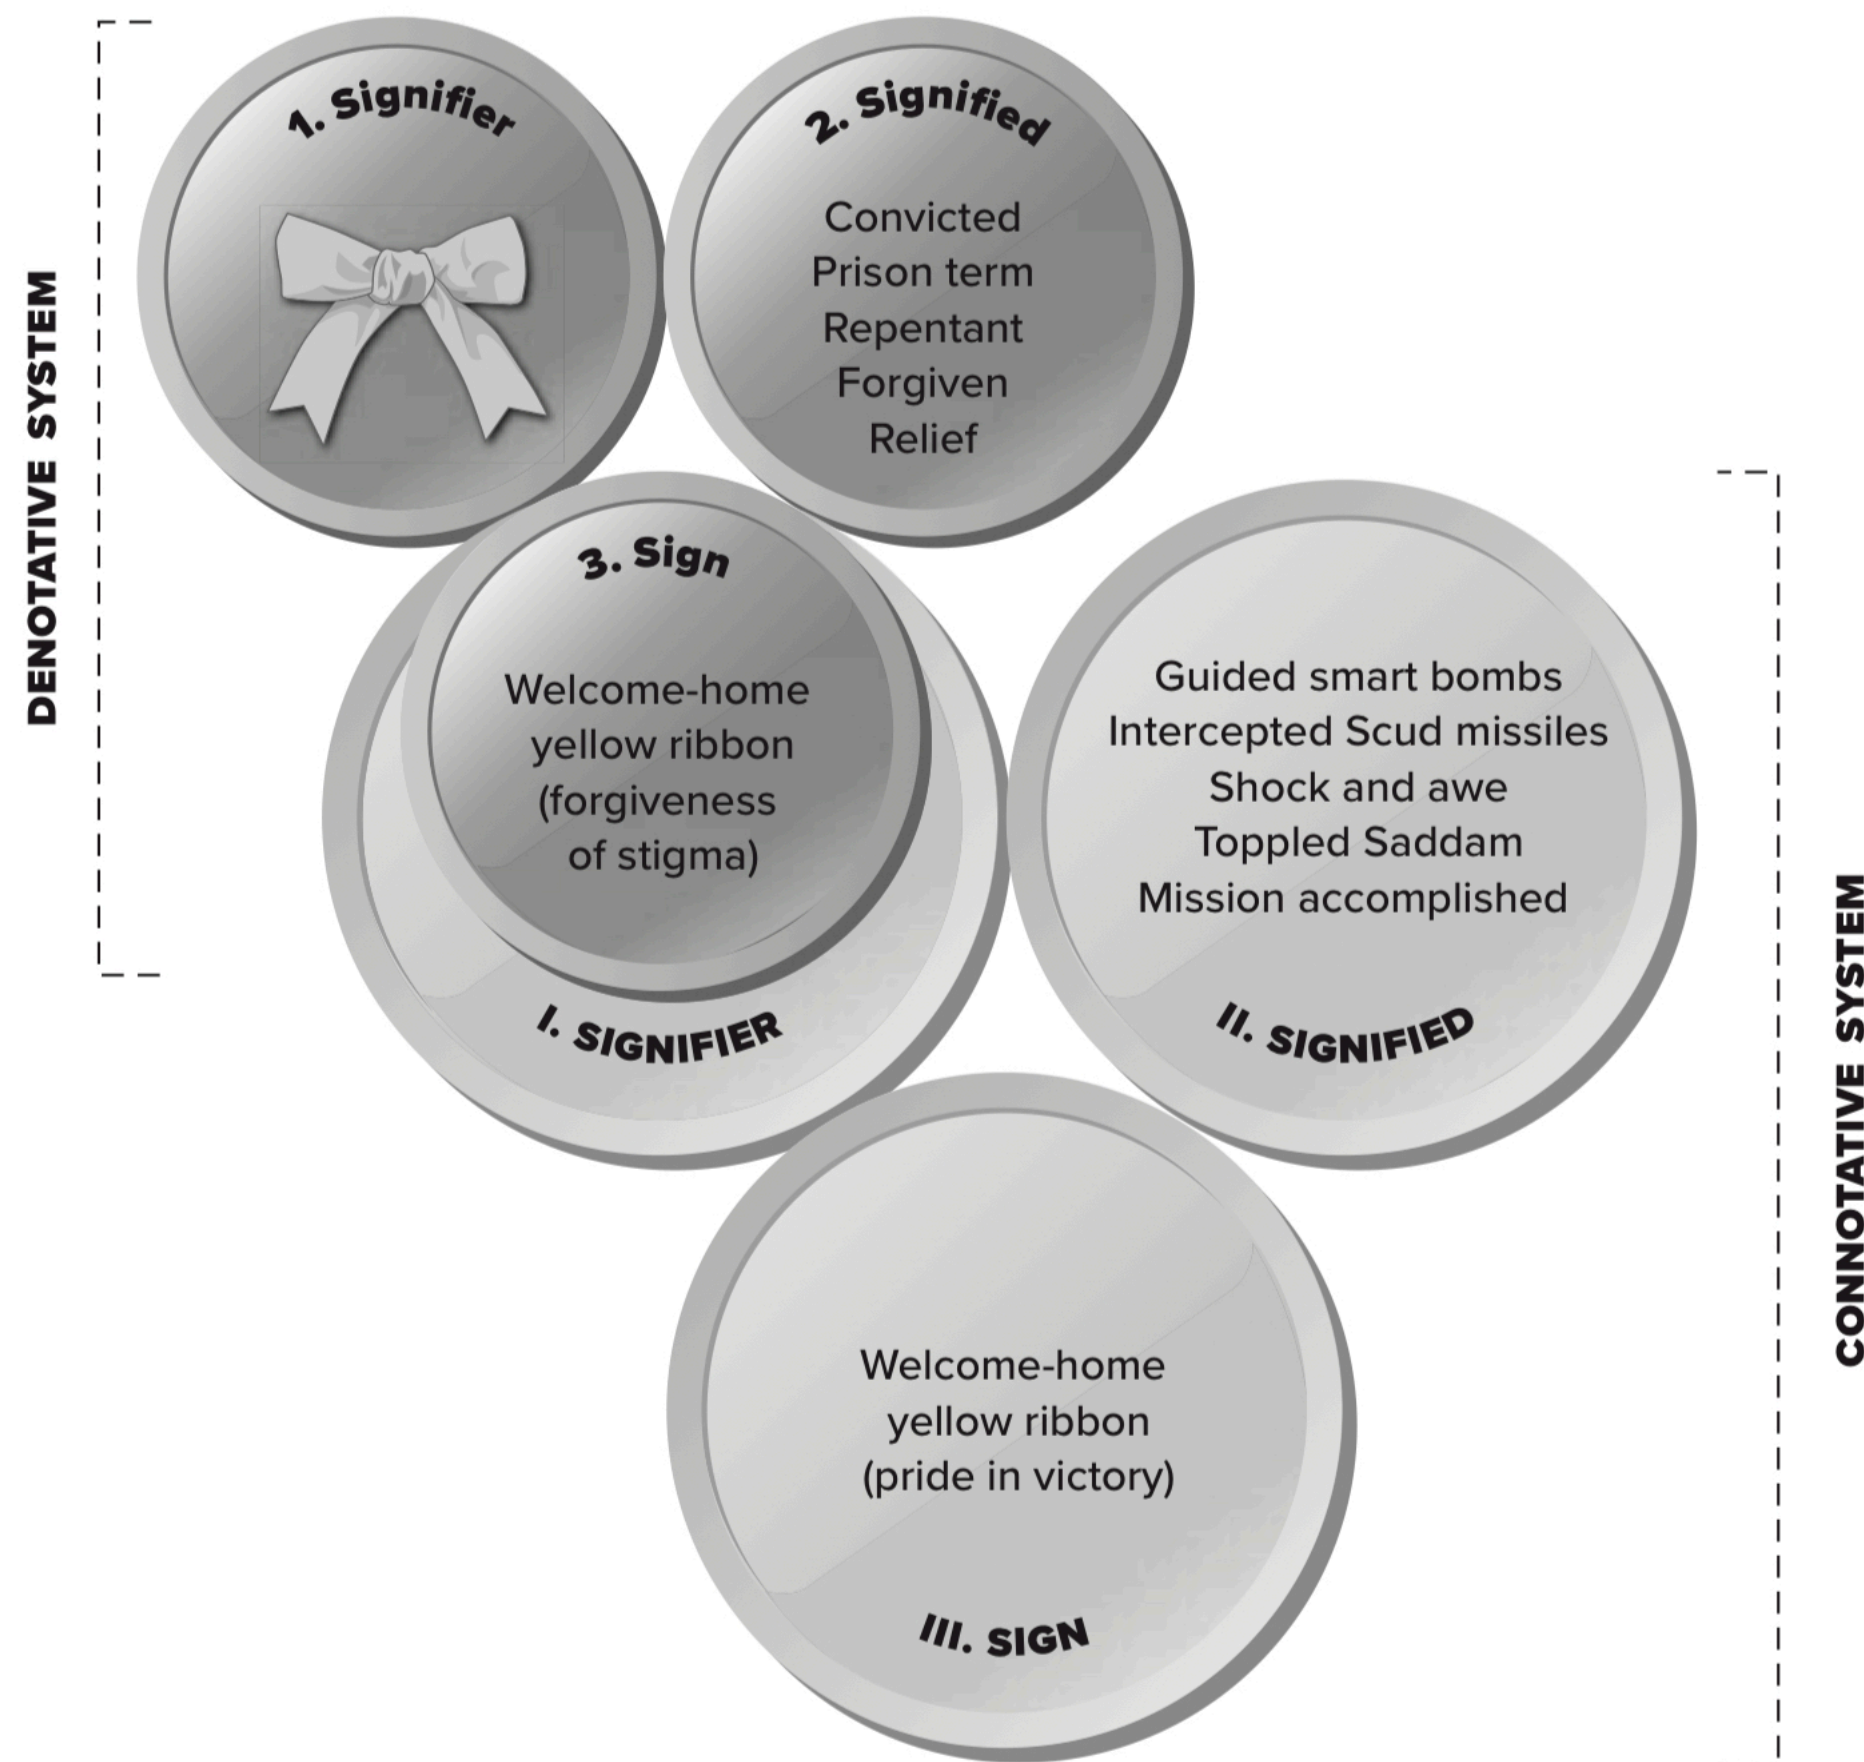 DENOTATIVE SYSTEM
1. Signifier
2. Signified
Convicted
Prison term
Repentant
Forgiven
Relief
3. Sign
Welcome-home
yellow ribbon
(forgiveness
of stigma)
I. SIGNIFIER
Guided smart bombs
Intercepted Scud missiles
Shock and awe
Toppled Saddam
Mission accomplished
II. SIGNIFIED
Welcome-home
yellow ribbon
(pride in victory)
III. SIGN
CONNOTATIVE SYSTEM